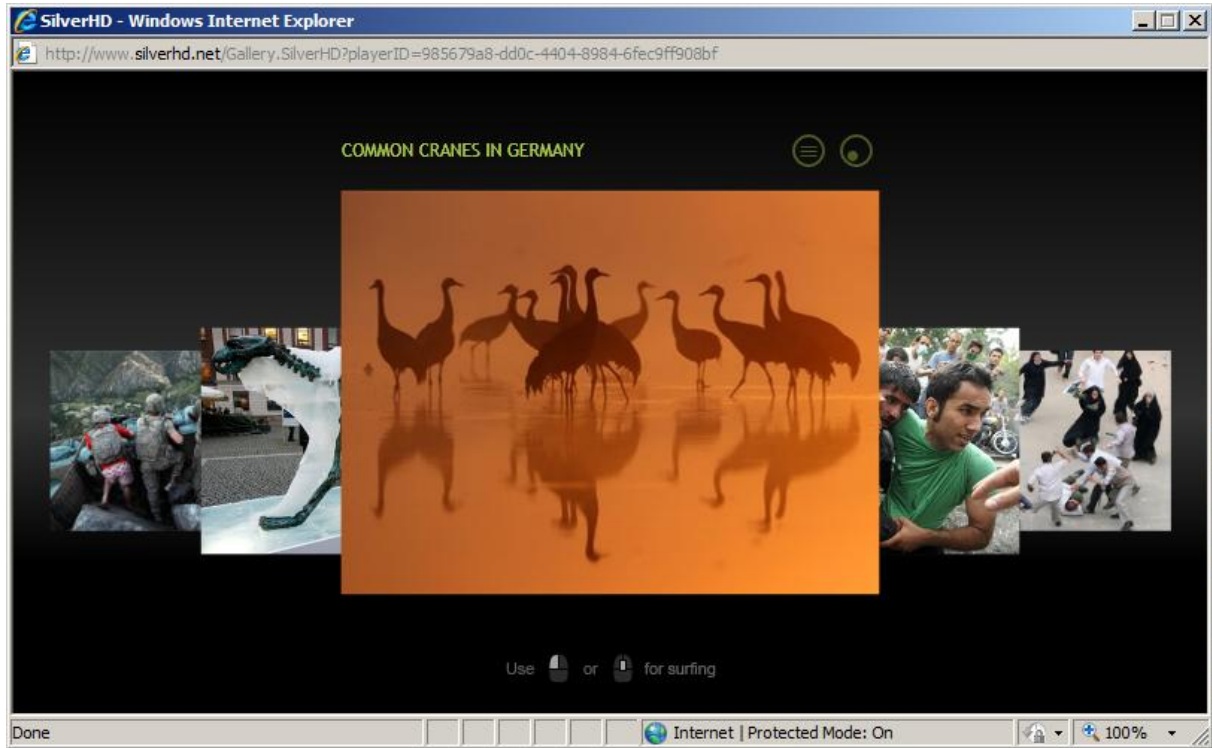 SilverHD - Windows Internet Explorer
http://www.silverhd.net/Gallery.SilverHD?playerID=985679a8-dd0c-4404-8984-6fec9ff908bf
COMMON CRANES IN GERMANY
Use or for surfing
Done Internet | Protected Mode: On 100%